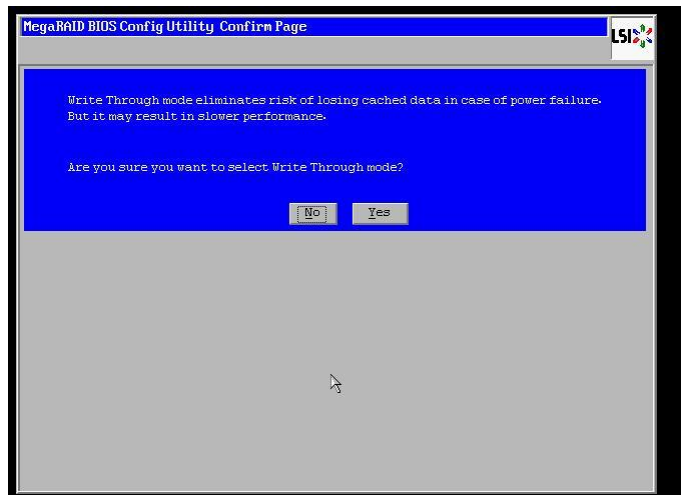 MegaRAID BIOS Config Utility Confirm Page
LSI
Write Through mode eliminates risk of losing cached data in case of power failure.
But it may result in slower performance.
Are you sure you want to select Write Through mode?
No Yes